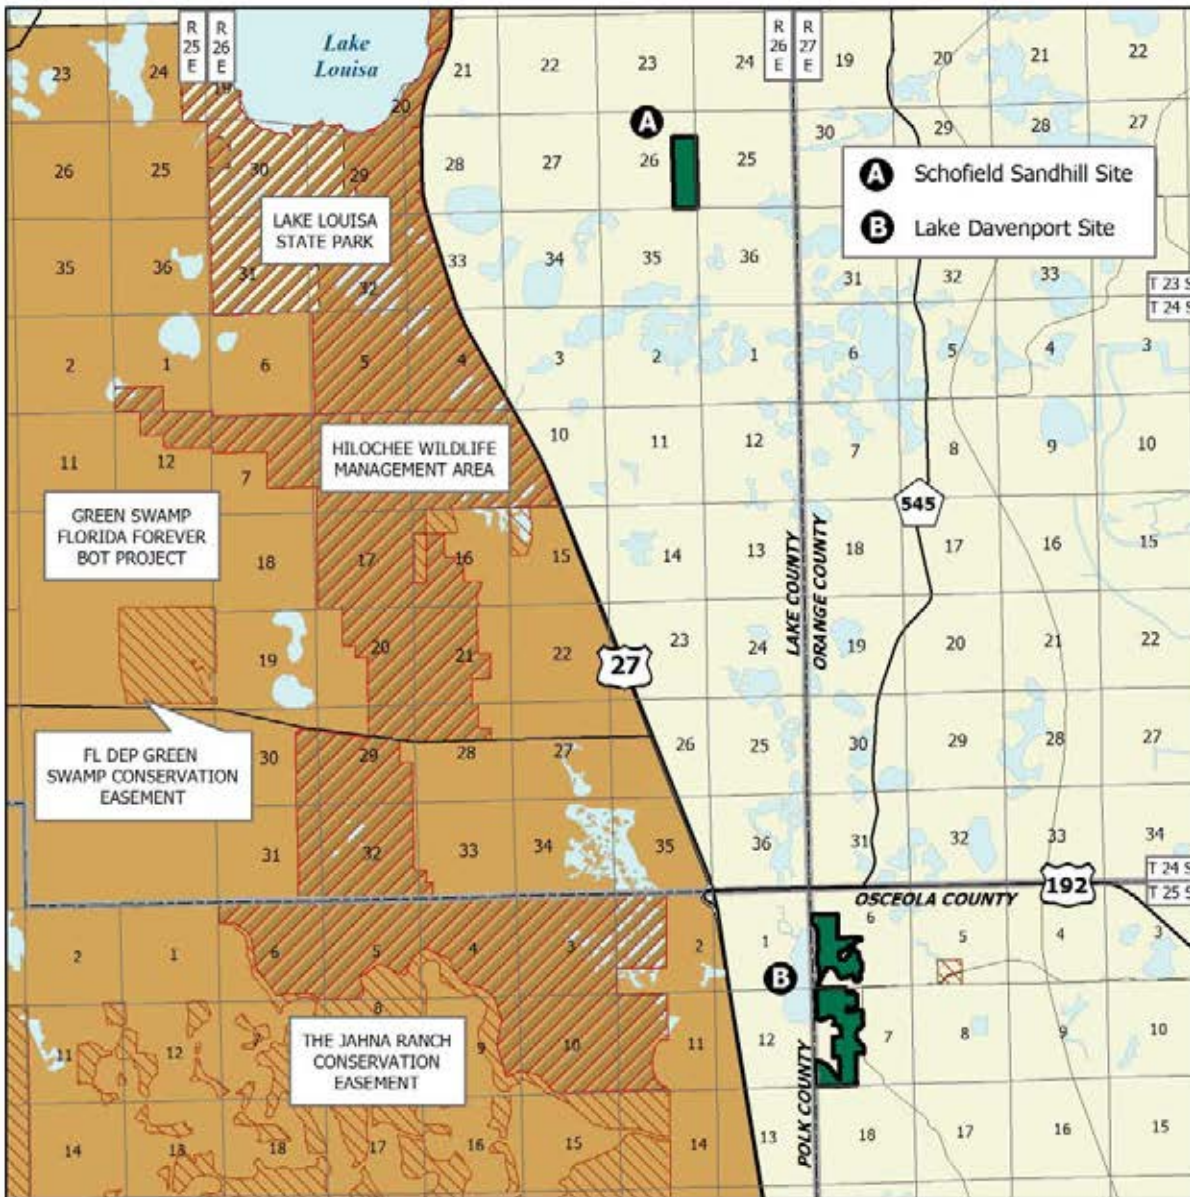 R
25
E
R
26
E
Lake
Louisa
R
26
E
R
27
E
23 24 19 20 21 22 23 24 19 20 21 22
A
26 25 30 29 28 27 26 25 30 29 28 27
A Schofield Sandhill Site
B Lake Davenport Site
LAKE LOUISA
STATE PARK
35 36 31 32 33 34 35 36 31 32 33
T 23 S
T 24 S
2 1 6 5 4 3 2 1 6 5 4 3
HILOCHEE WILDLIFE
MANAGEMENT AREA
11 12 7 10 11 12 7 8 9 10
GREEN SWAMP
FLORIDA FOREVER
BOT PROJECT
545
18 17 16 15 14 13 18 17 16 15
LAKE COUNTY
ORANGE COUNTY
19 20 21 22 23 24 19 20 21 22
27
FL DEP GREEN
SWAMP CONSERVATION
EASEMENT
30 29 28 27 26 25 30 29 28 27
31 32 33 34 35 36 31 32 33 34
T 24 S
T 25 S
192
OSCEOLA COUNTY
2 1 6 5 4 3 2 1 6 5 4 3
B
THE JAHNA RANCH
CONSERVATION
EASEMENT
11 12 7 8 9 10 11 12 7 8 9 10
POLK COUNTY
14 13 18 17 16 15 14 13 18 17 16 15